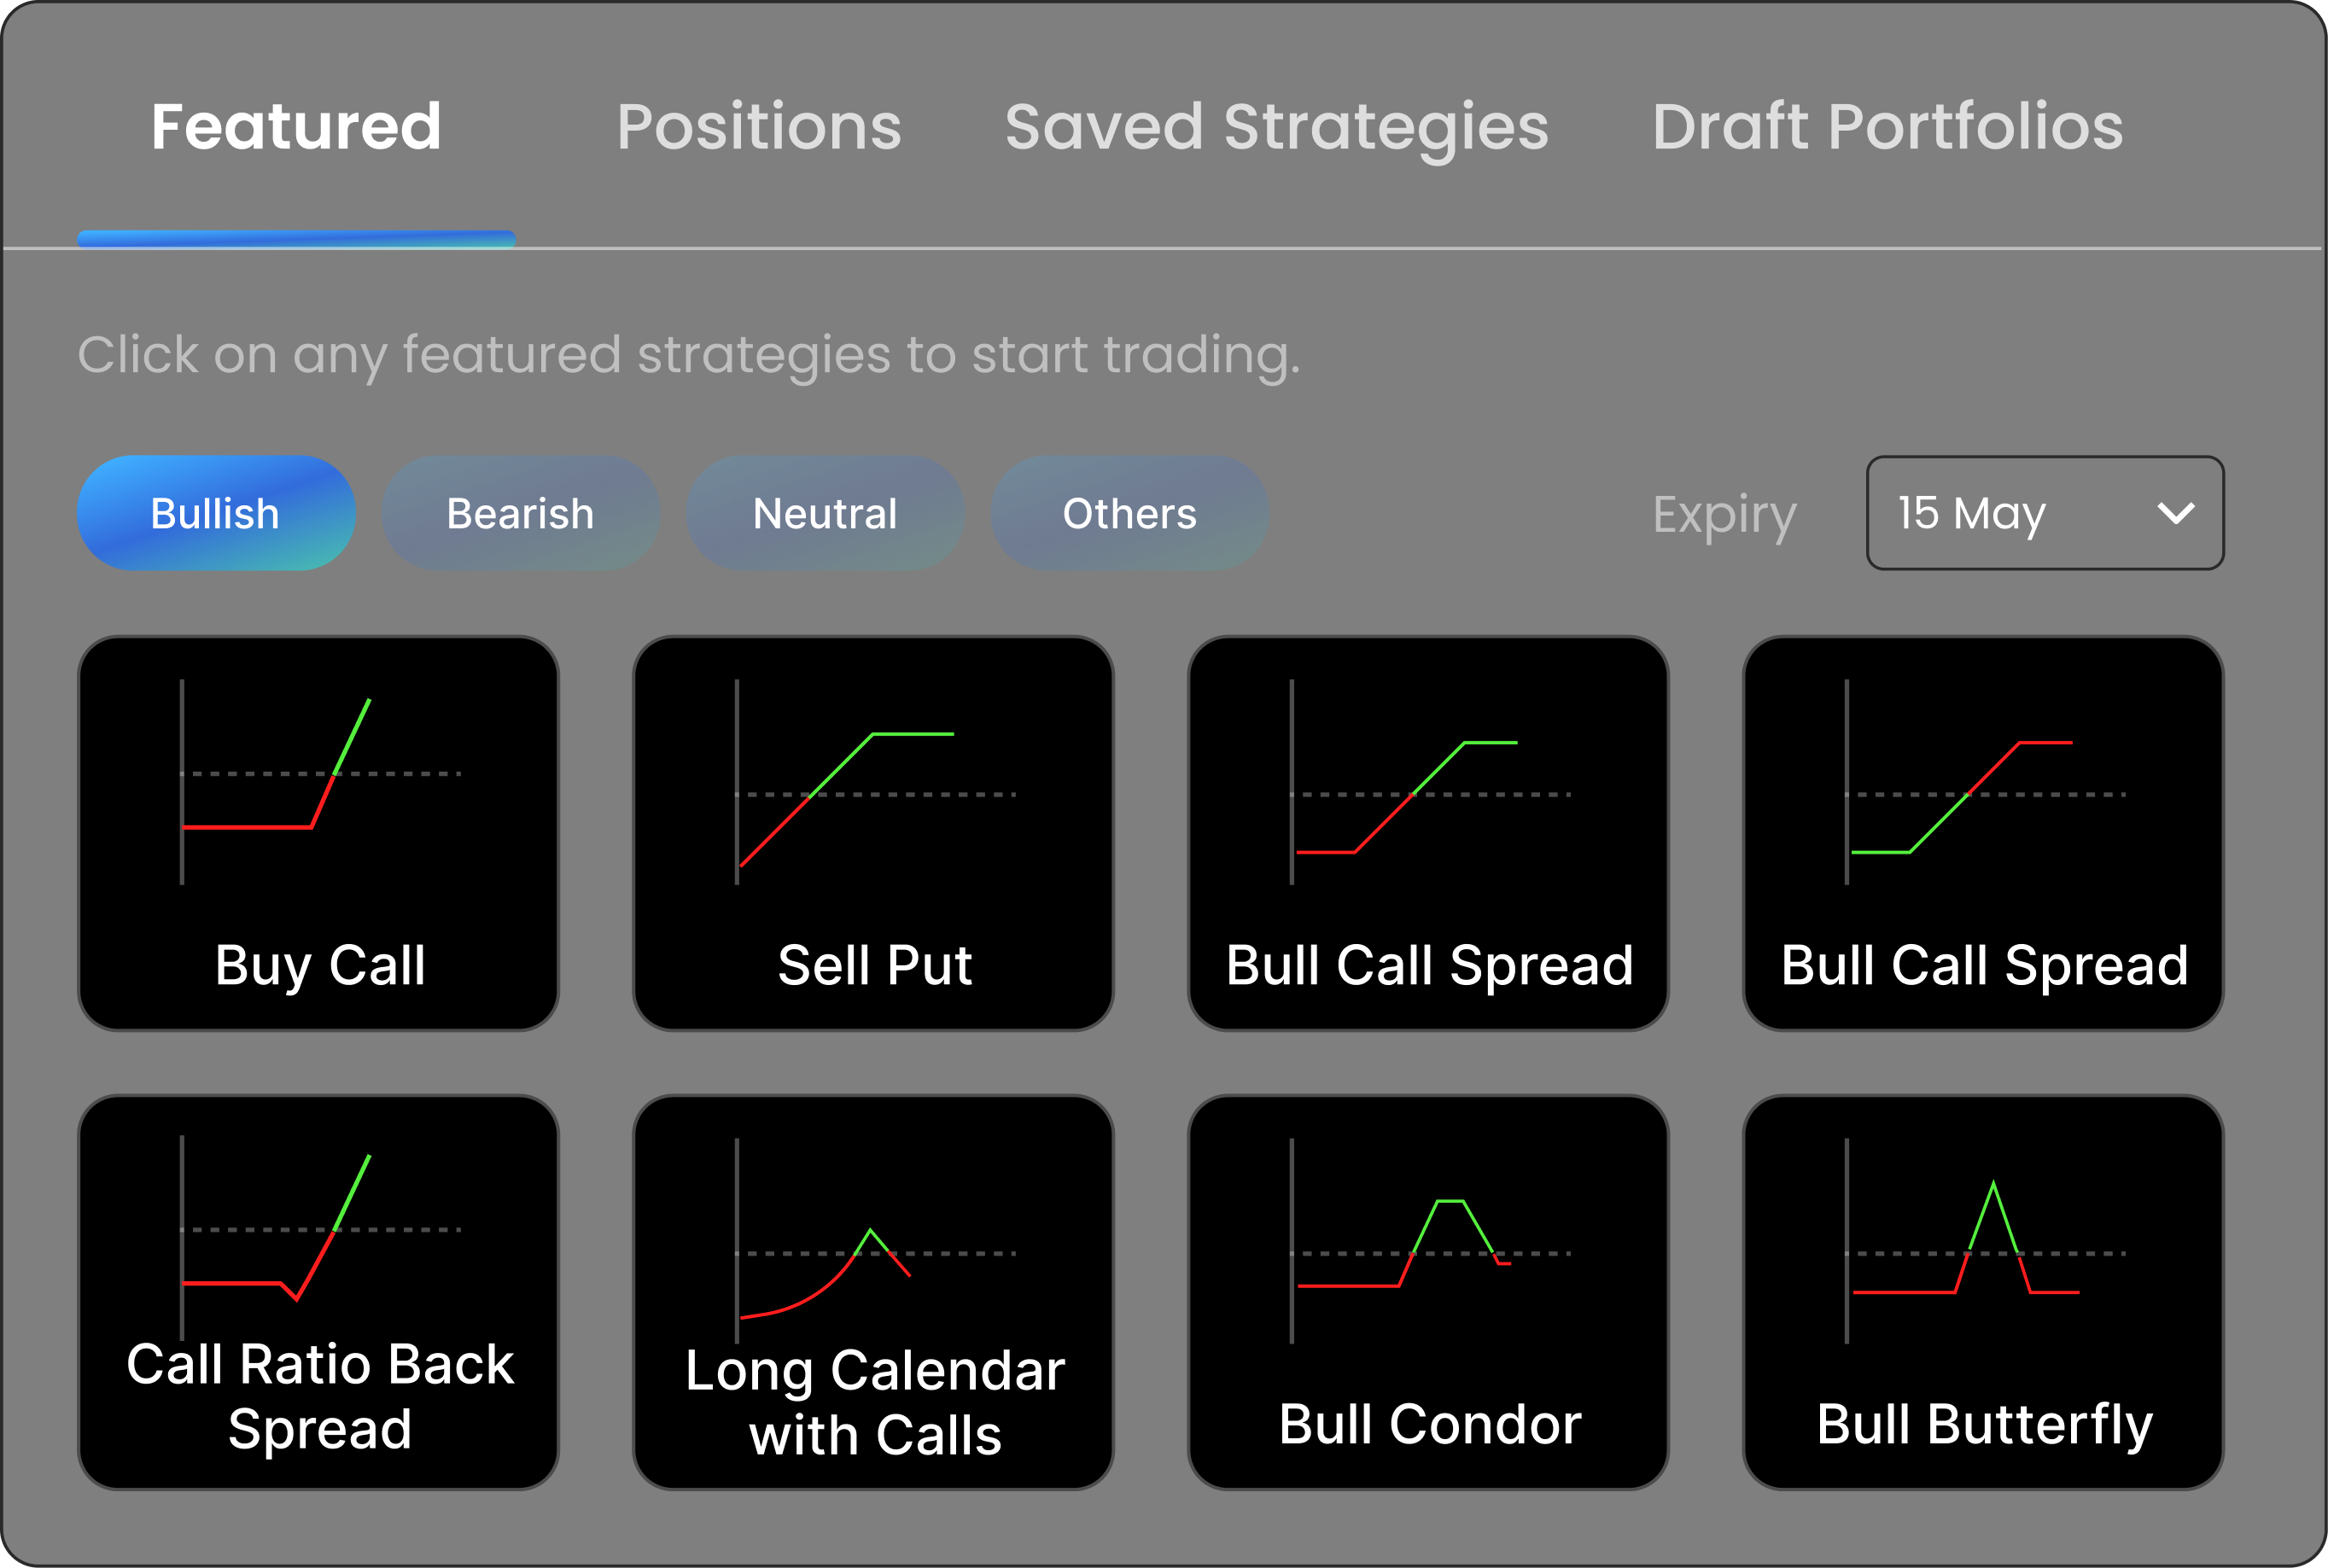 Featured Positions Saved Strategies Draft Portfolios
Click on any featured strategies to start trading.
Bullish Bearish Neutral Others Expiry 15 May
Buy Call Sell Put Bull Call Spread Bull Call Spread
Call Ratio Back
Spread
Long Calendar
with Calls
Bull Condor
Bull Butterfly